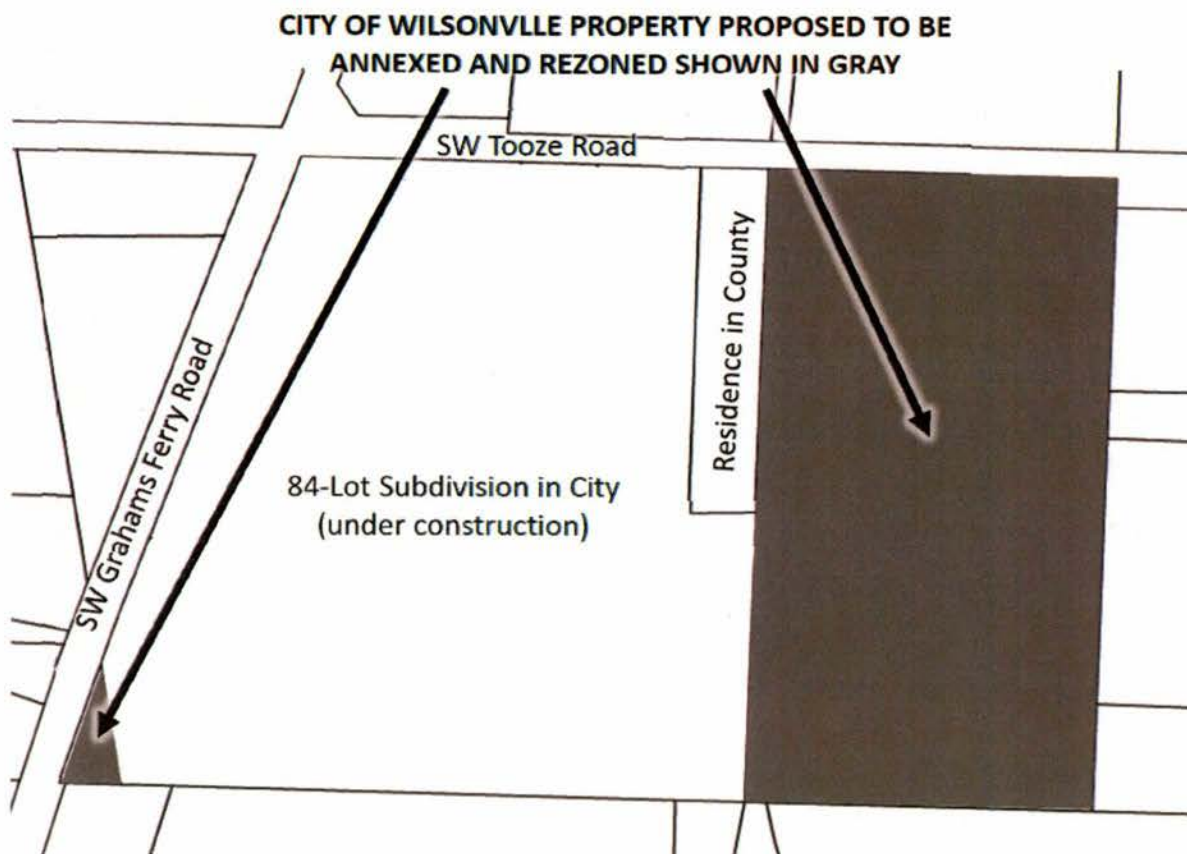 CITY OF WILSONVLLE PROPERTY PROPOSED TO BE
ANNEXED AND REZONED SHOWN IN GRAY
SW Tooze Road
Residence in County
SW Grahams Ferry Road
84-Lot Subdivision in City
(under construction)